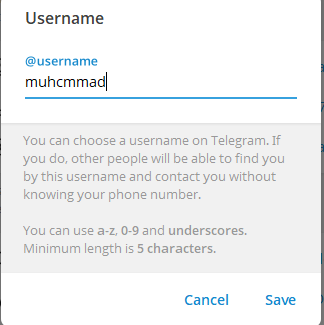 Username
@username
muhcmmad
You can choose a username on Telegram. If
you do, other people will be able to find you
by this username and contact you without
knowing your phone number.
You can use a-z, 0-9 and underscores.
Minimum length is 5 characters.
Cancel Save